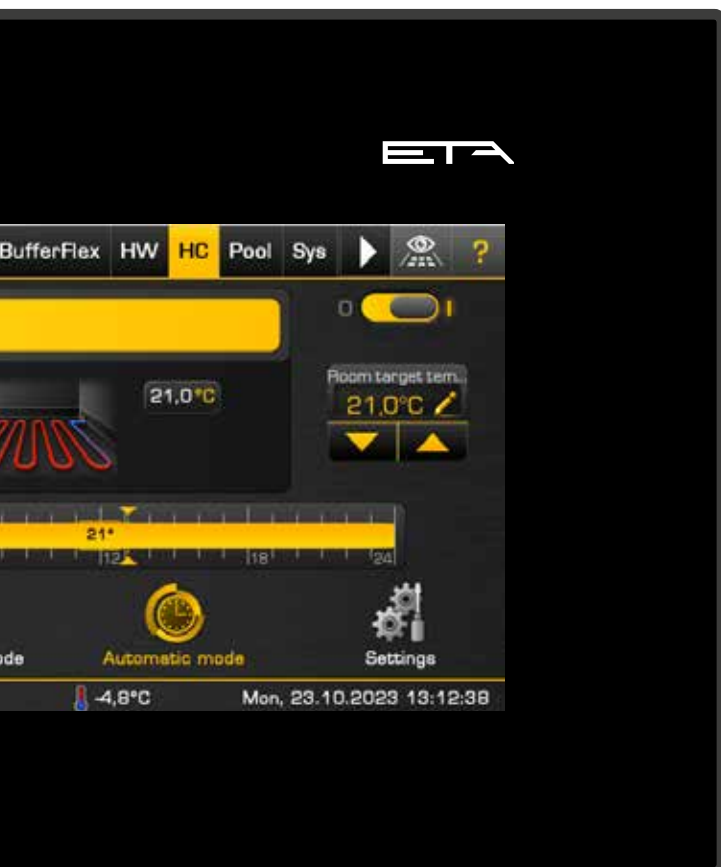 ETA
BufferFlex HW HC Pool Sys ?
0 I
Room target tem...
21,0°C 21,0°C
21°
12 18 24
ode Automatic mode Settings
-4,8°C Mon, 23.10.2023 13:12:38